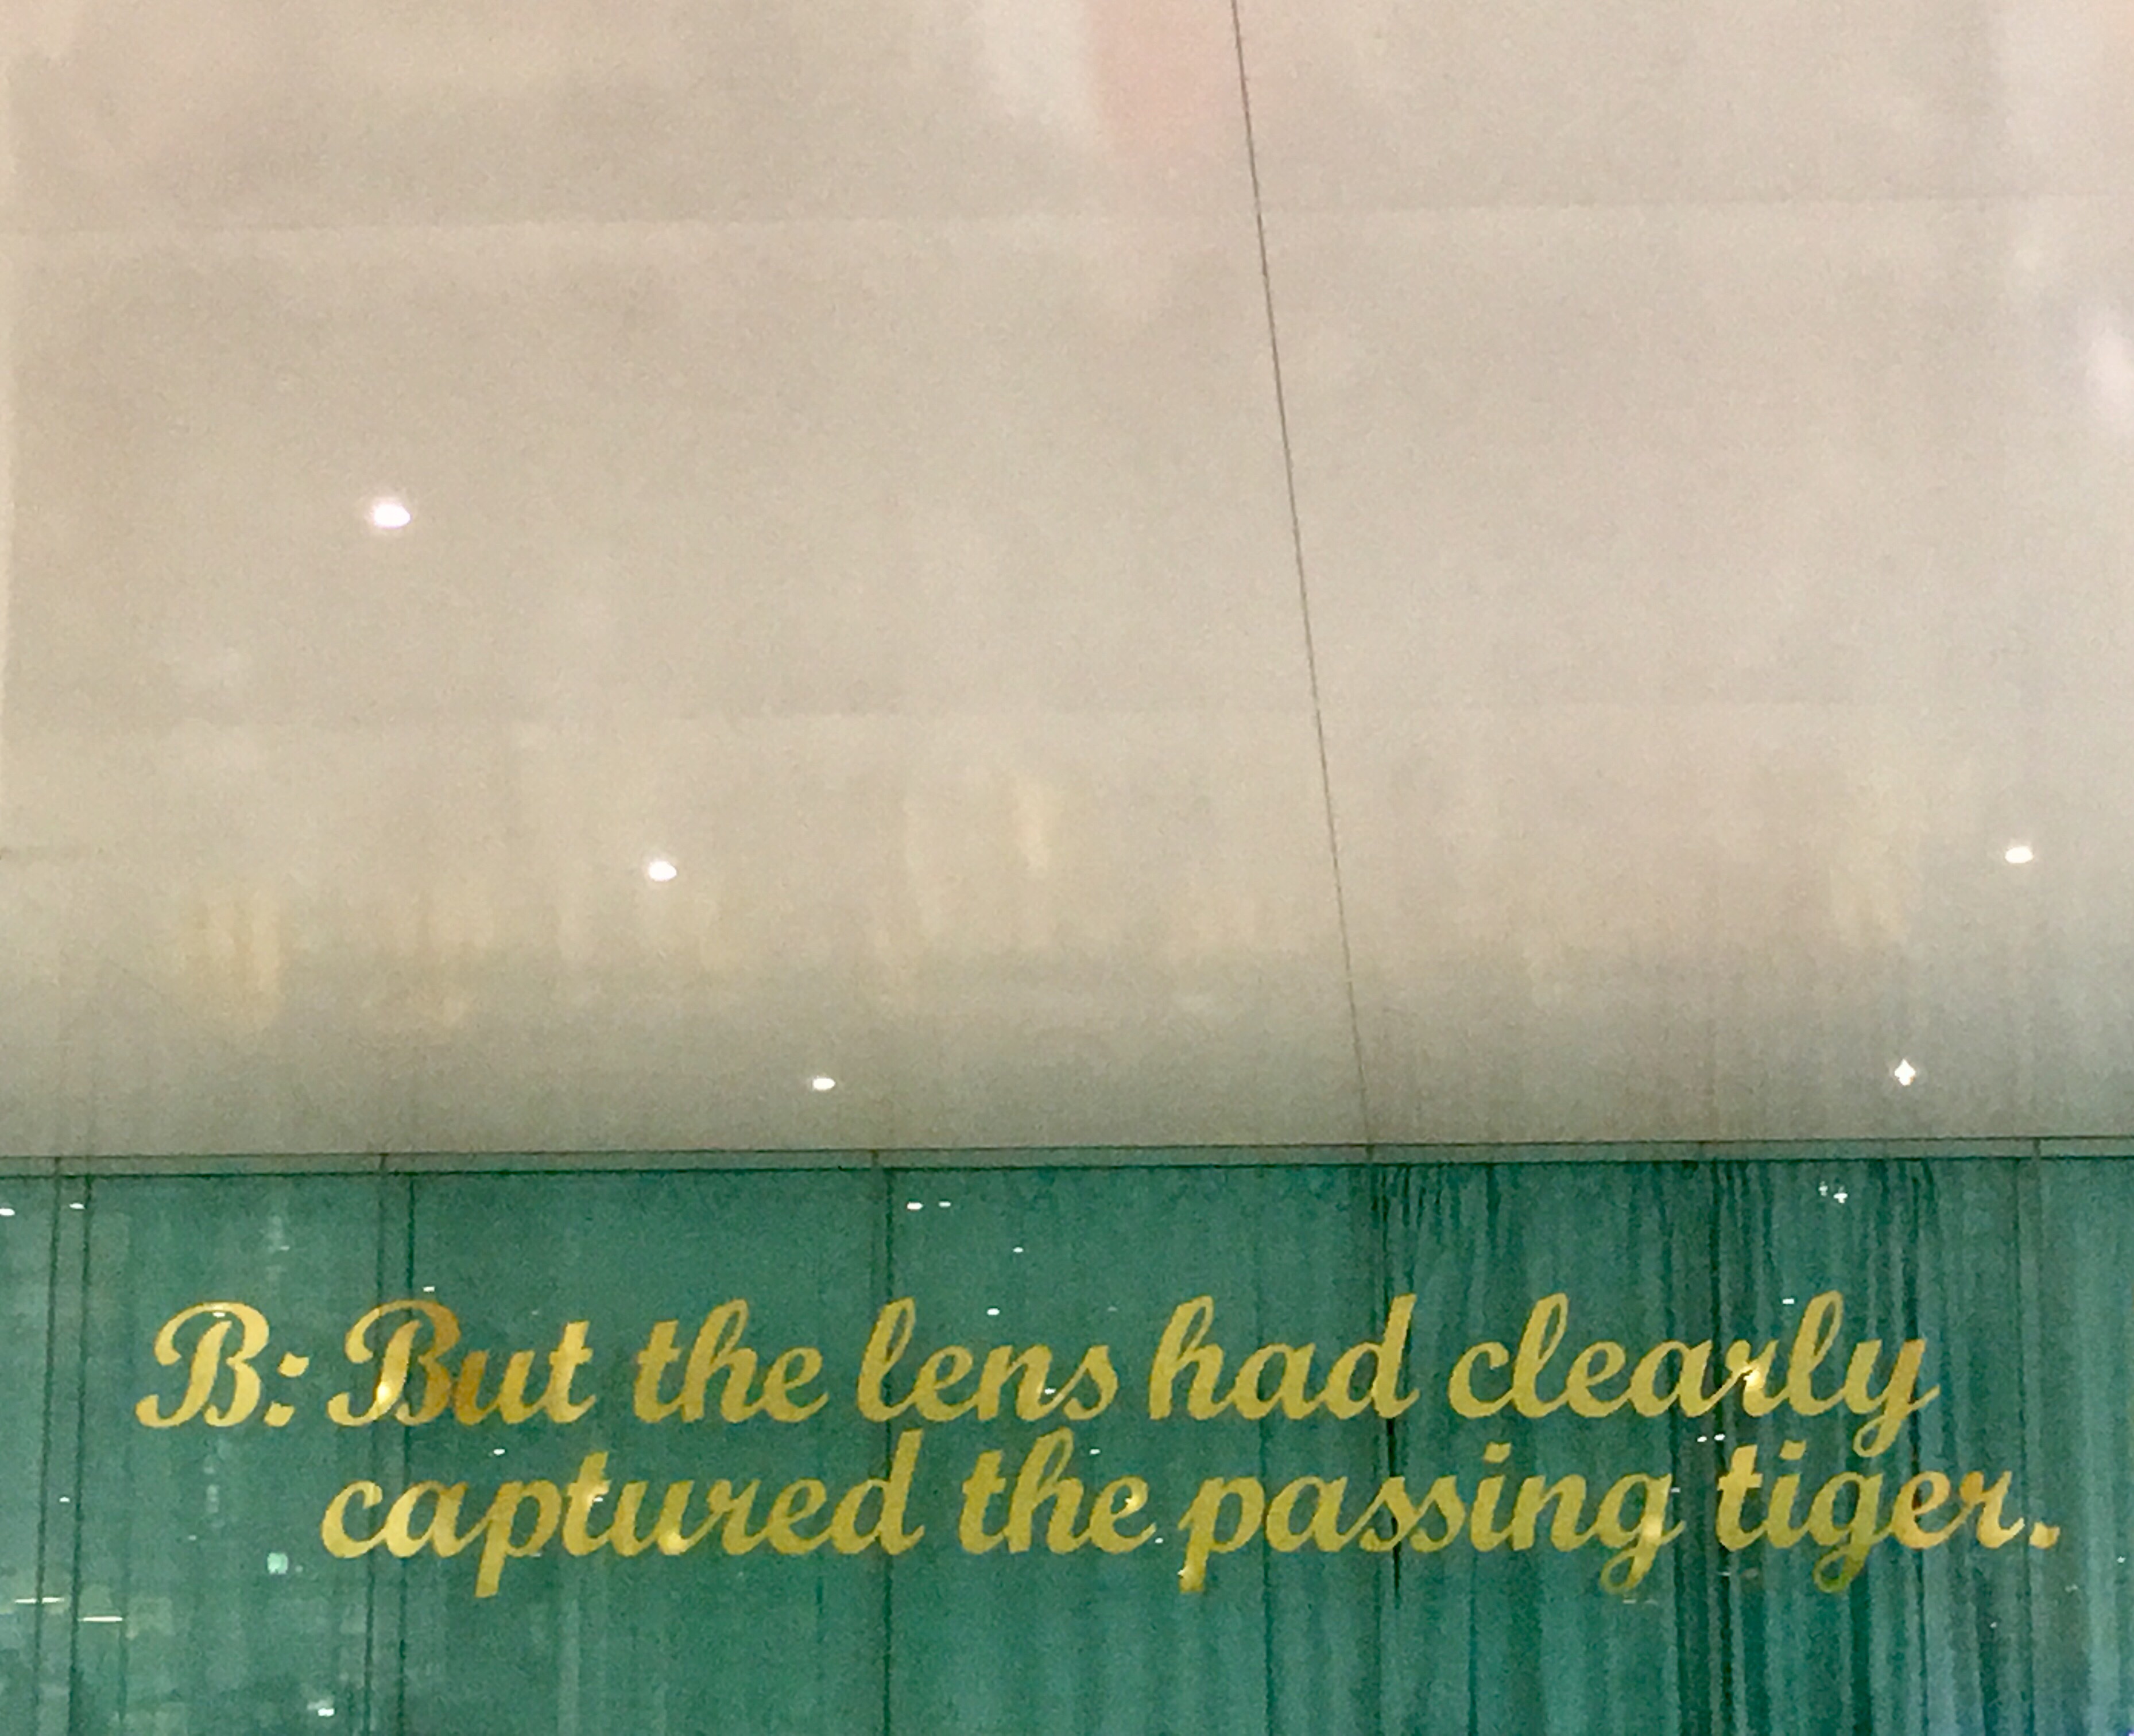 B: But the lens had clearly
captured the passing tiger.